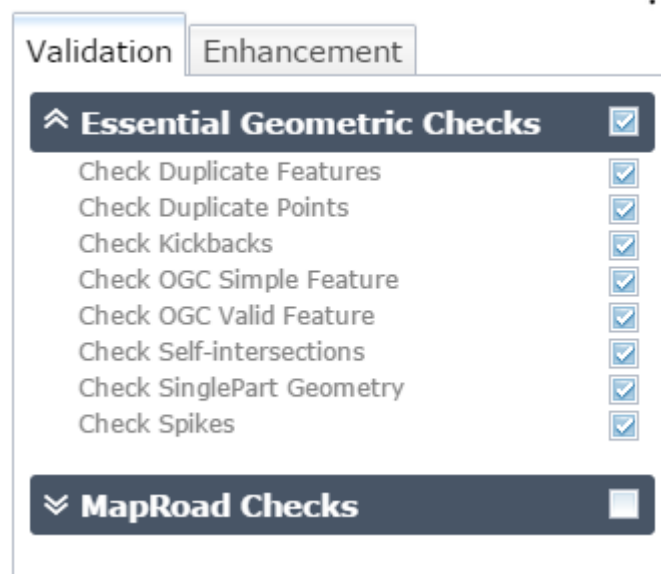 Validation Enhancement
Essential Geometric Checks
Check Duplicate Features
Check Duplicate Points
Check Kickbacks
Check OGC Simple Feature
Check OGC Valid Feature
Check Self-intersections
Check SinglePart Geometry
Check Spikes
MapRoad Checks